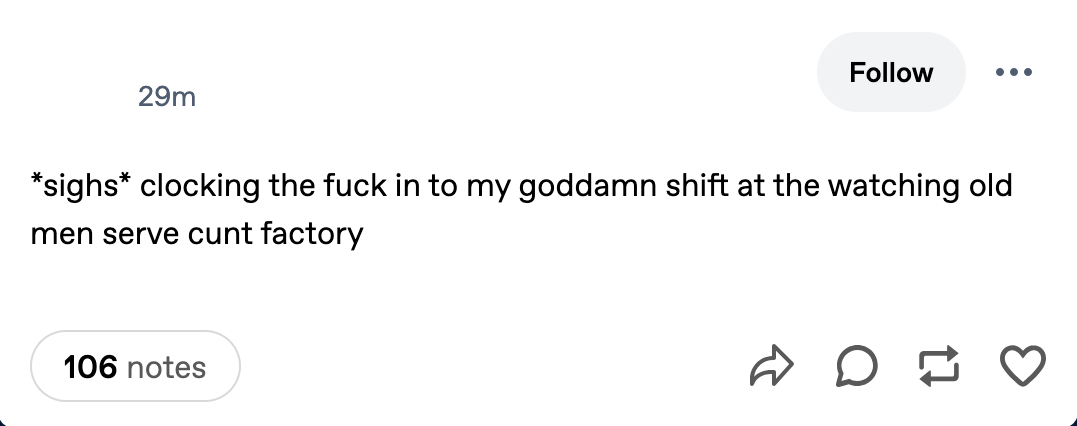 Follow
29m
*sighs* clocking the fuck in to my goddamn shift at the watching old
men serve cunt factory
106 notes